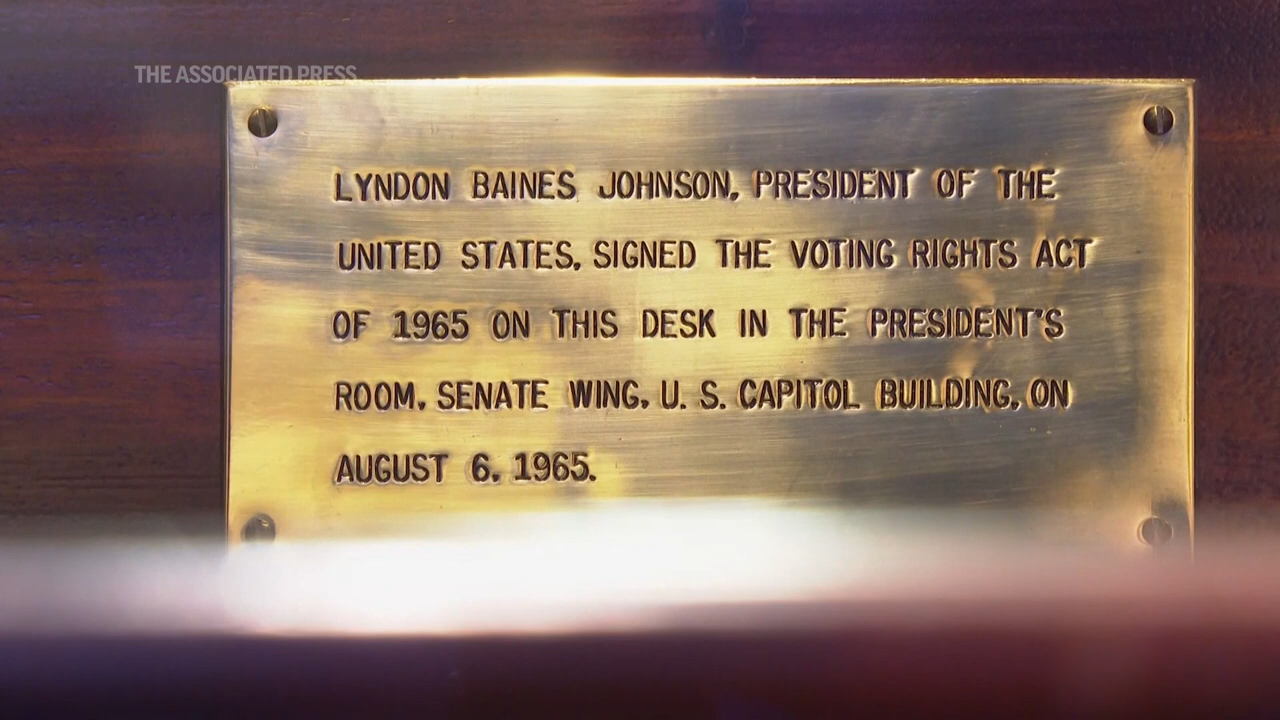 THE ASSOCIATED PRESS
LYNDON BAINES JOHNSON, PRESIDENT OF THE
UNITED STATES, SIGNED THE VOTING RIGHTS ACT
OF 1965 ON THIS DESK IN THE PRESIDENT'S
ROOM, SENATE WING, U. S. CAPITOL BUILDING, ON
AUGUST 6, 1965.